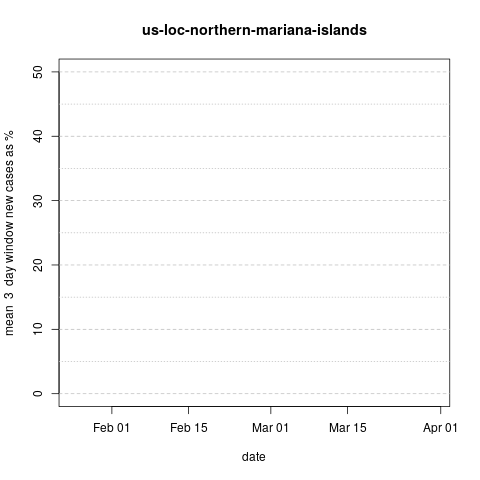 us-loc-northern-mariana-islands
mean 3 day window new cases as %
50
40
30
20
10
0
Feb 01 Feb 15 Mar 01 Mar 15 Apr 01
date